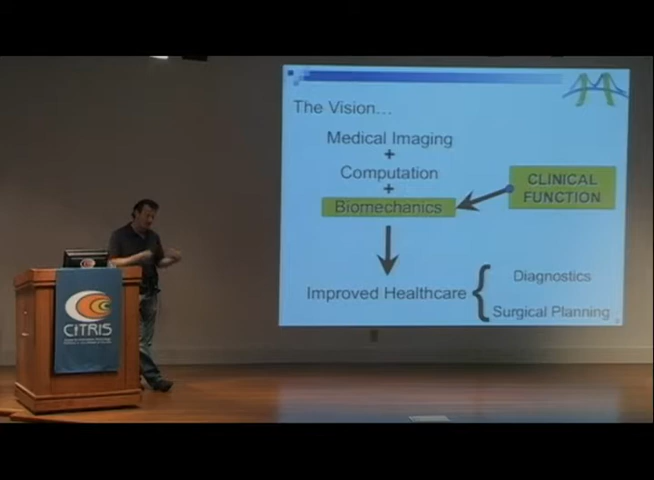 The Vision...
Medical Imaging
+
Computation
+
Biomechanics
CLINICAL
FUNCTION
Improved Healthcare
Diagnostics
Surgical Planning
CITRIS